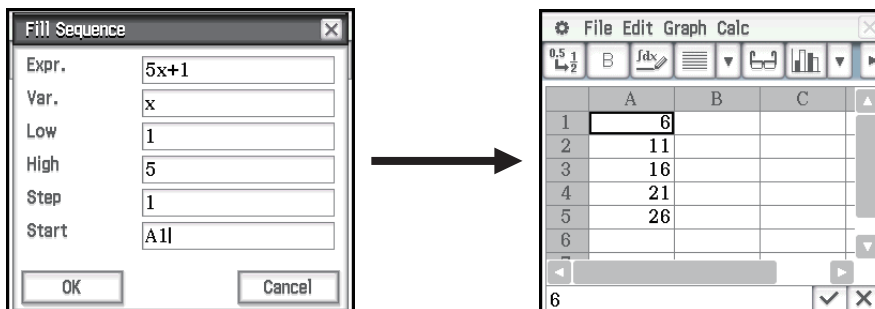 Fill Sequence
Expr. 5x+1
Var. x
Low 1
High 5
Step 1
Start A1
OK Cancel
File Edit Graph Calc
0.5 1/2 B ∫dx
A B C
1 6
2 11
3 16
4 21
5 26
6
6